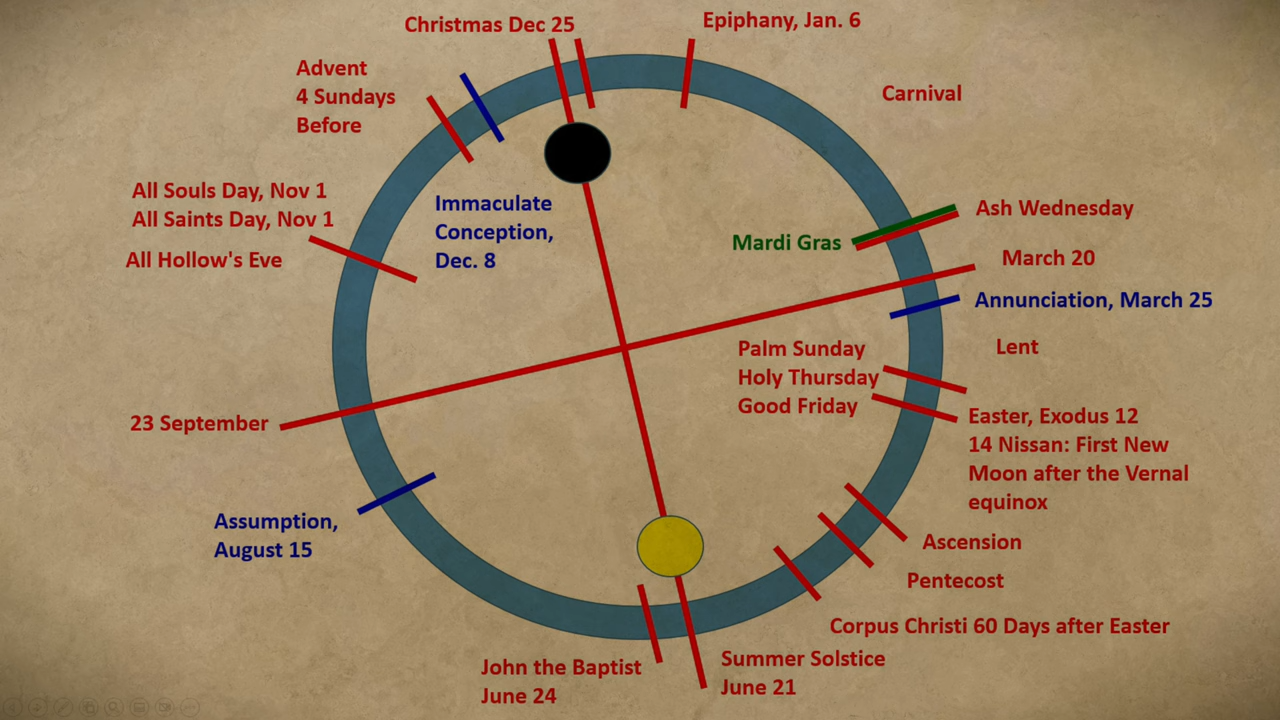 Christmas Dec 25
Epiphany, Jan. 6
Advent
4 Sundays
Before
Carnival
All Souls Day, Nov 1
All Saints Day, Nov 1
All Hollow's Eve
Immaculate
Conception,
Dec. 8
Mardi Gras
Ash Wednesday
March 20
Annunciation, March 25
Lent
Palm Sunday
Holy Thursday
Good Friday
Easter, Exodus 12
14 Nissan: First New
Moon after the Vernal
equinox
23 September
Assumption,
August 15
Ascension
Pentecost
Corpus Christi 60 Days after Easter
John the Baptist
June 24
Summer Solstice
June 21